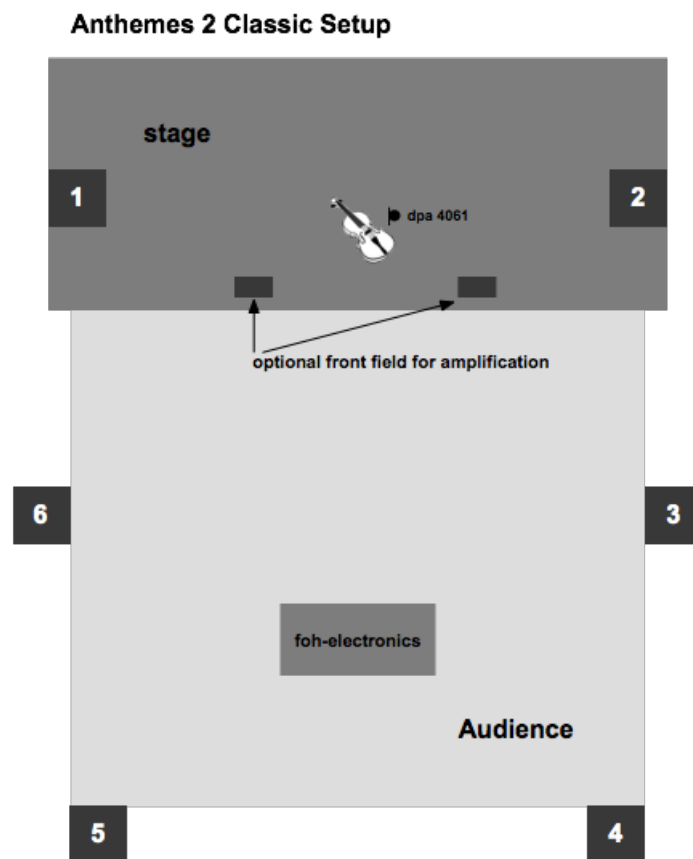 Anthemes 2 Classic Setup
stage
1
2
dpa 4061
optional front field for amplification
6
3
foh-electronics
Audience
5
4